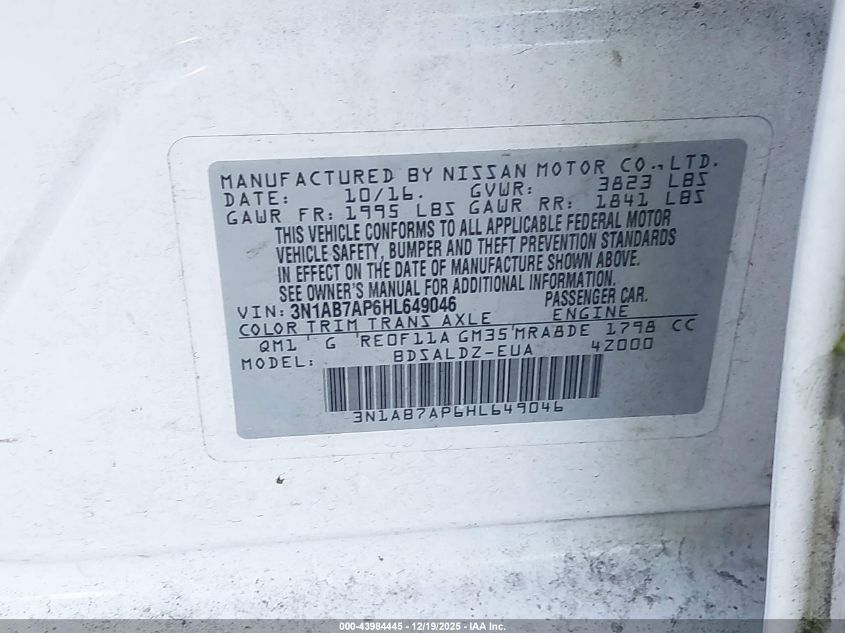 MANUFACTURED BY NISSAN MOTOR CO.,LTD.
DATE: 10/16. GVWR: 3823 LBS
GAWR FR: 1995 LBS GAWR RR: 1841 LBS
THIS VEHICLE CONFORMS TO ALL APPLICABLE FEDERAL MOTOR
VEHICLE SAFETY, BUMPER AND THEFT PREVENTION STANDARDS
IN EFFECT ON THE DATE OF MANUFACTURE SHOWN ABOVE.
SEE OWNER'S MANUAL FOR ADDITIONAL INFORMATION.
VIN: 3N1AB7AP6HL649046 PASSENGER CAR.
COLOR TRIM TRANS AXLE ENGINE
QM1 G RE0F11A GM35 MRA8DE 1798 CC
MODEL: BDSALDZ-EUA 42000
3N1AB7AP6HL649046
000-43984445 - 12/19/2025 - IAA Inc.